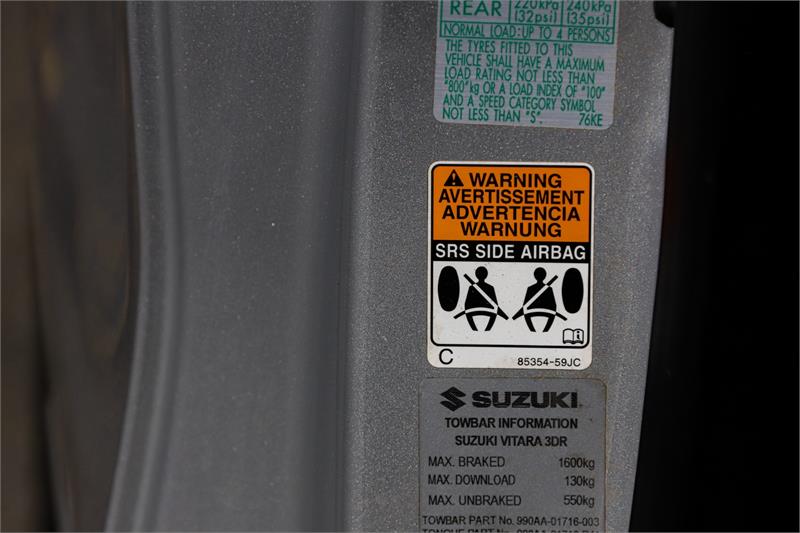 REAR 220kPa (32psi) 240kPa (35psi)
NORMAL LOAD:UP TO 4 PERSONS
THE TYRES FITTED TO THIS
VEHICLE SHALL HAVE A MAXIMUM
LOAD RATING NOT LESS THAN
"800"kg OR A LOAD INDEX OF "100"
AND A SPEED CATEGORY SYMBOL
NOT LESS THAN "S". 76KE
WARNING
AVERTISSEMENT
ADVERTENCIA
WARNUNG
SRS SIDE AIRBAG
C 85354-59JC
SUZUKI
TOWBAR INFORMATION
SUZUKI VITARA 3DR
MAX. BRAKED 1600kg
MAX. DOWNLOAD 130kg
MAX. UNBRAKED 550kg
TOWBAR PART No. 990AA-01716-003